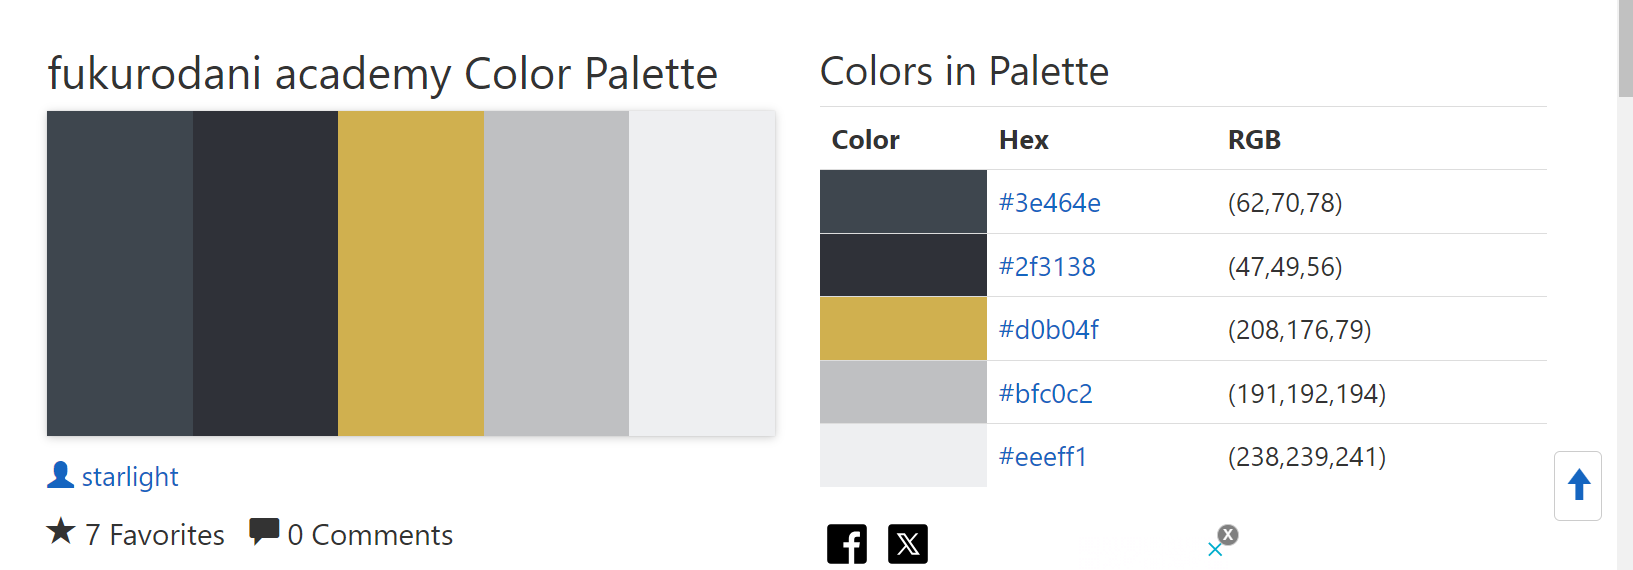 fukurodani academy Color Palette
starlight
7 Favorites 0 Comments
Colors in Palette
Color Hex RGB
#3e464e (62,70,78)
#2f3138 (47,49,56)
#d0b04f (208,176,79)
#bfc0c2 (191,192,194)
#eeeff1 (238,239,241)